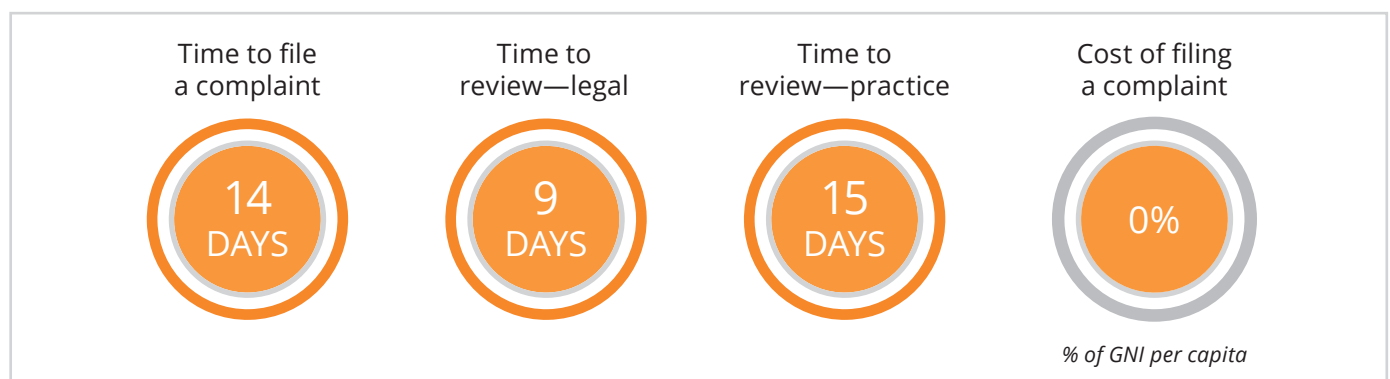 Time to file
a complaint
14
DAYS
Time to
review—legal
9
DAYS
Time to
review—practice
15
DAYS
Cost of filing
a complaint
0%
% of GNI per capita